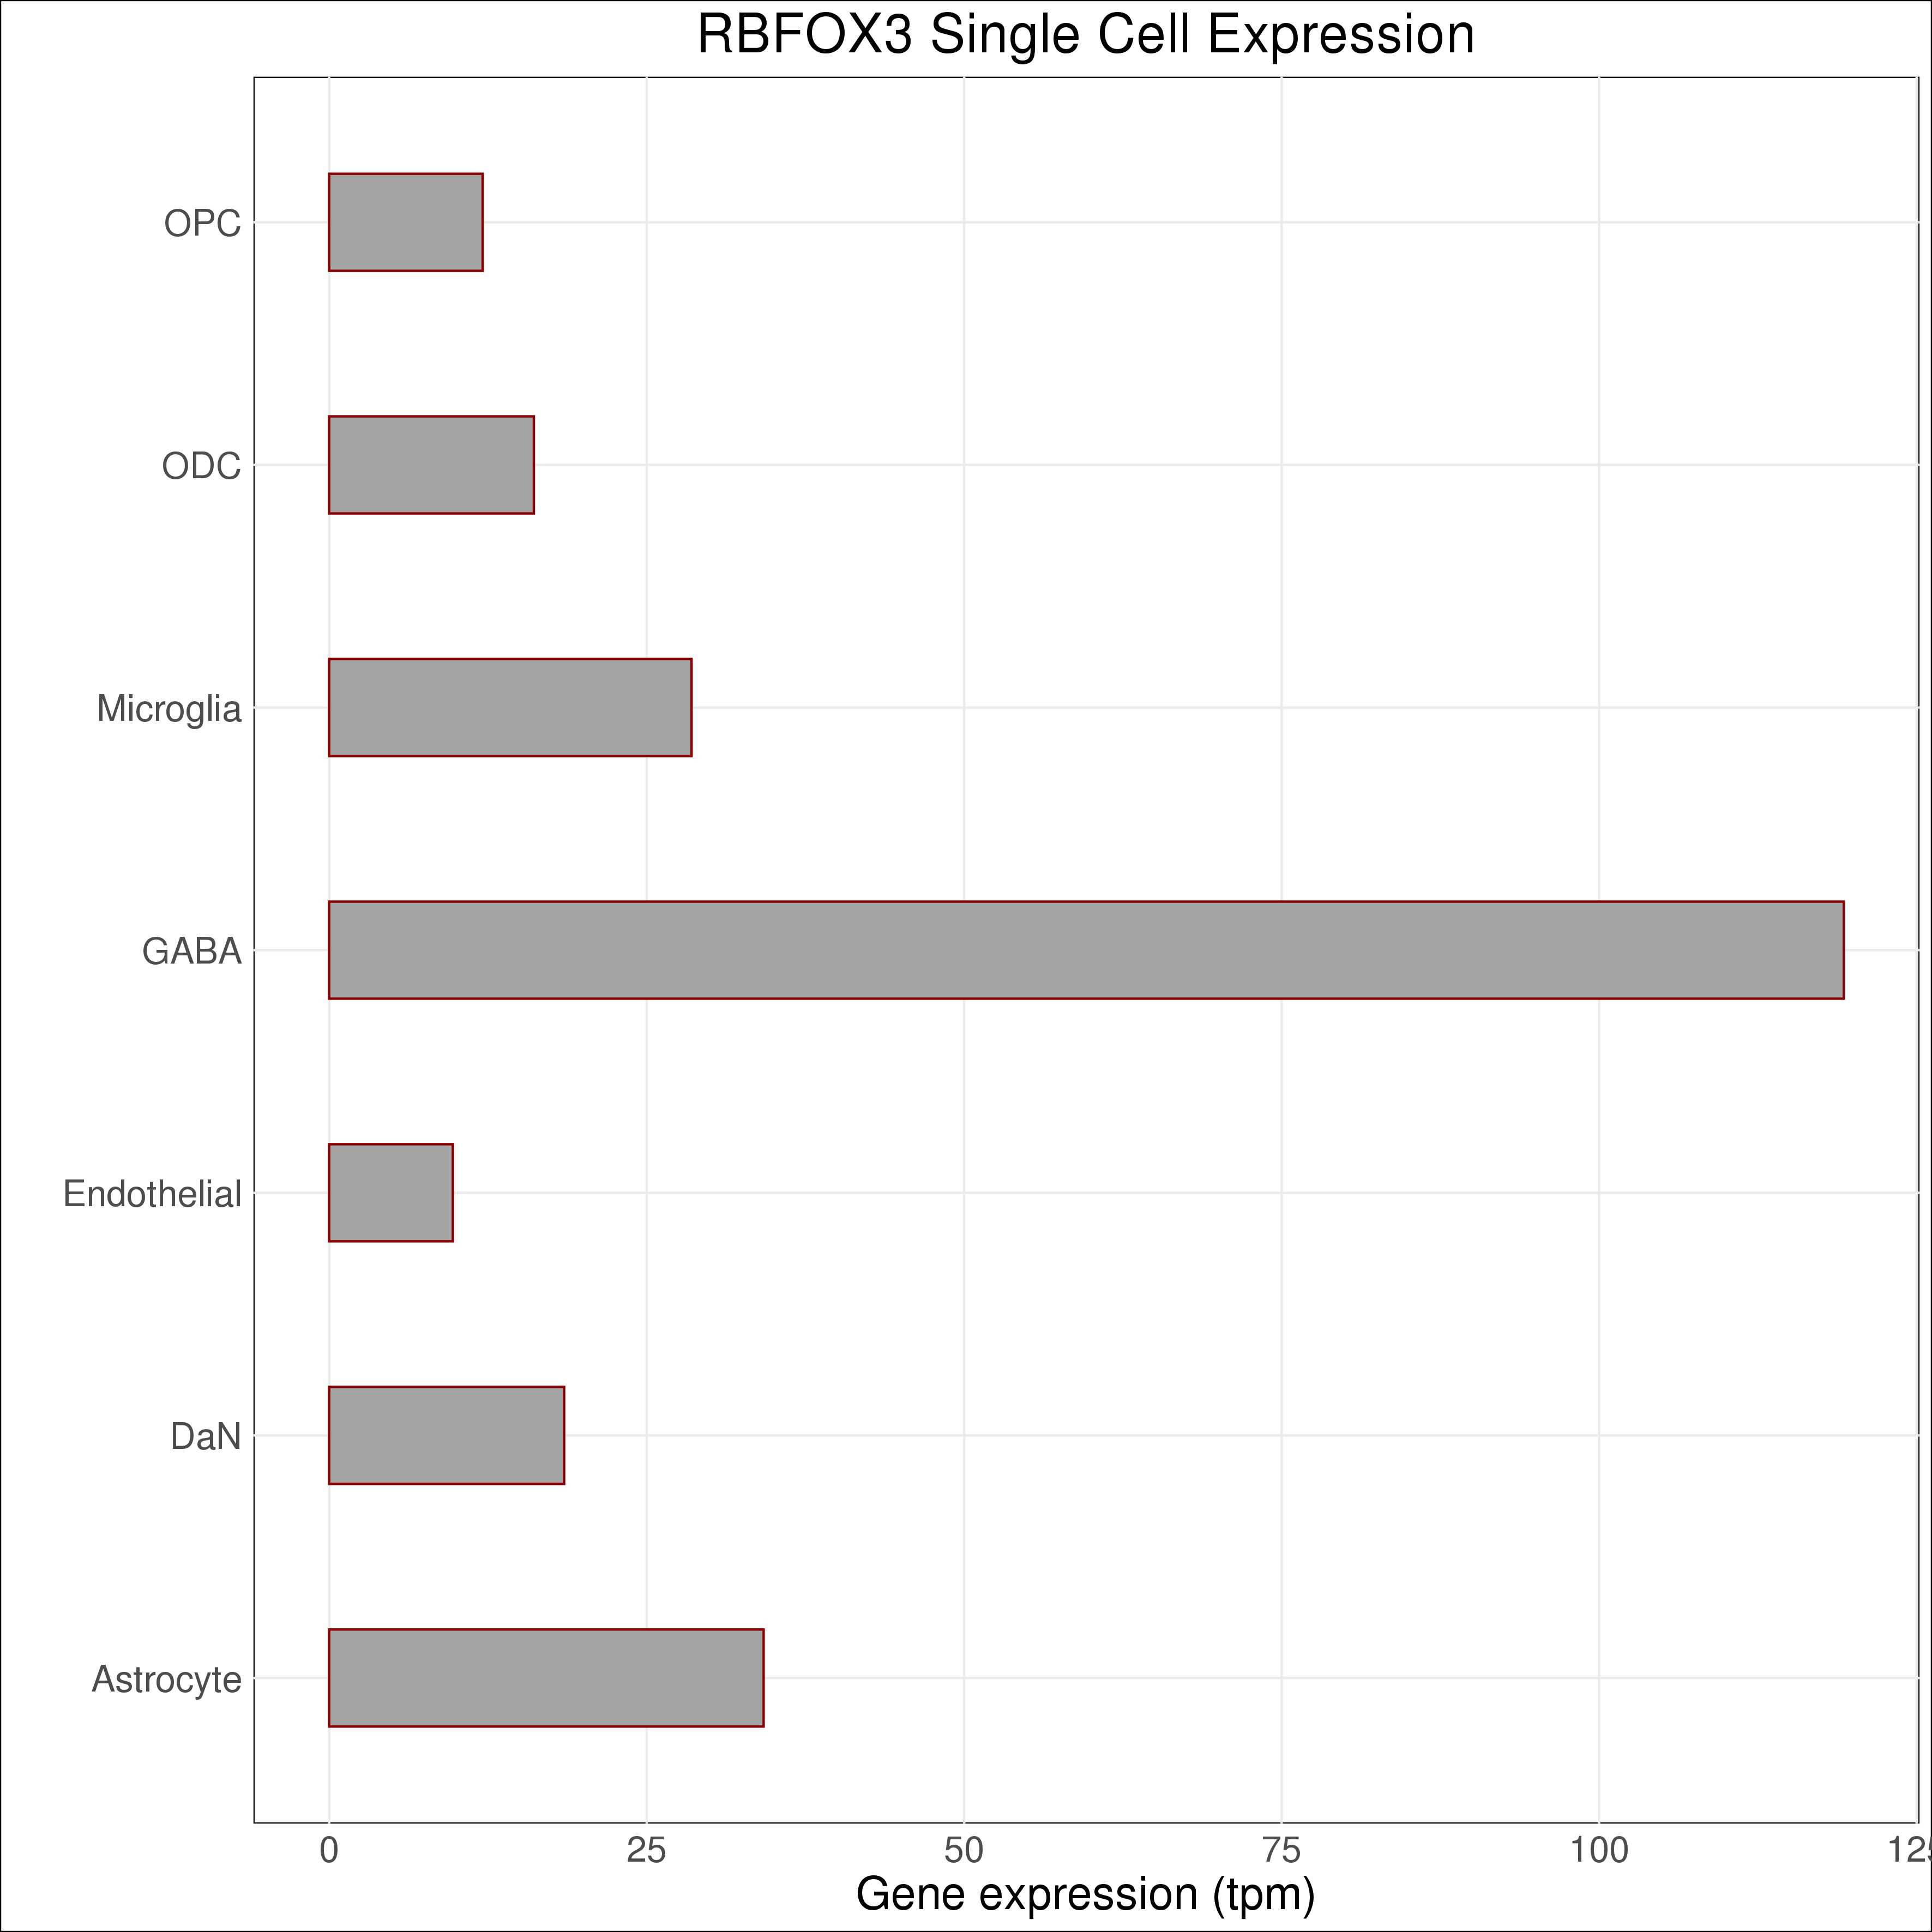 RBFOX3 Single Cell Expression
OPC
ODC
Microglia
GABA
Endothelial
DaN
Astrocyte
0 25 50 75 100
Gene expression (tpm)